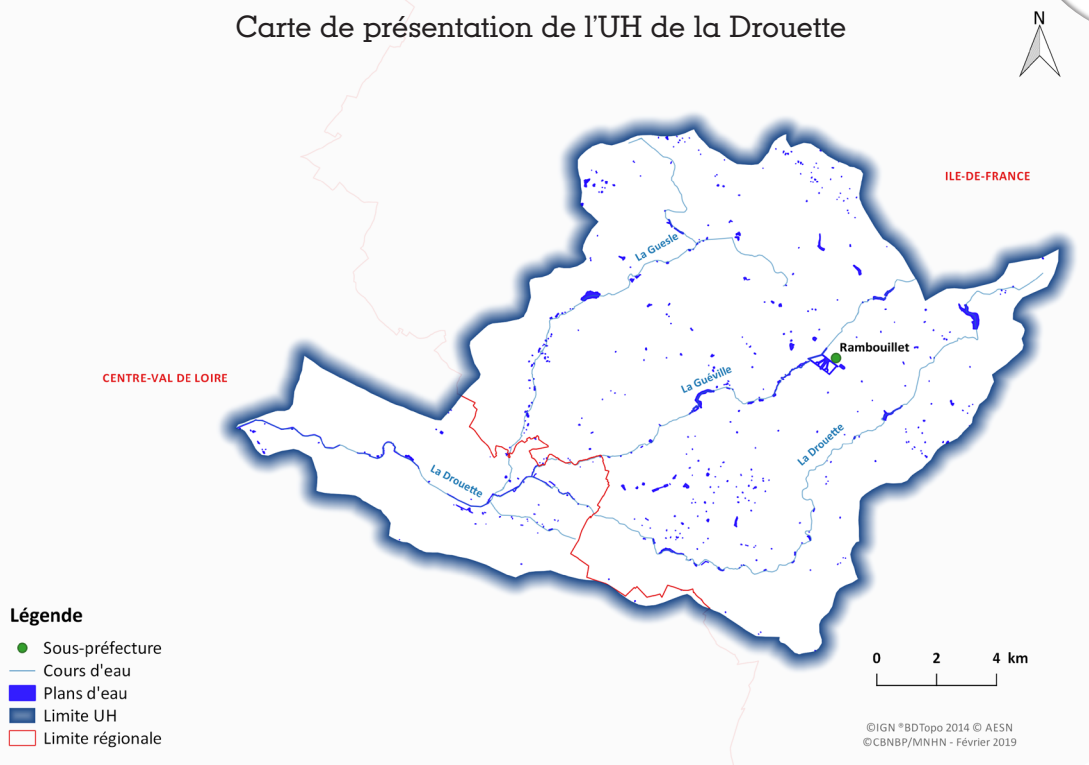 Carte de présentation de l'UH de la Drouette
N
ILE-DE-FRANCE
La Guesle
Rambouillet
CENTRE-VAL DE LOIRE
La Guéville
La Drouette
La Drouette
Légende
Sous-préfecture
Cours d'eau
Plans d'eau
Limite UH
Limite régionale
0 2 4 km
©IGN ®BDTopo 2014 © AESN
©CBNBP/MNHN - Février 2019